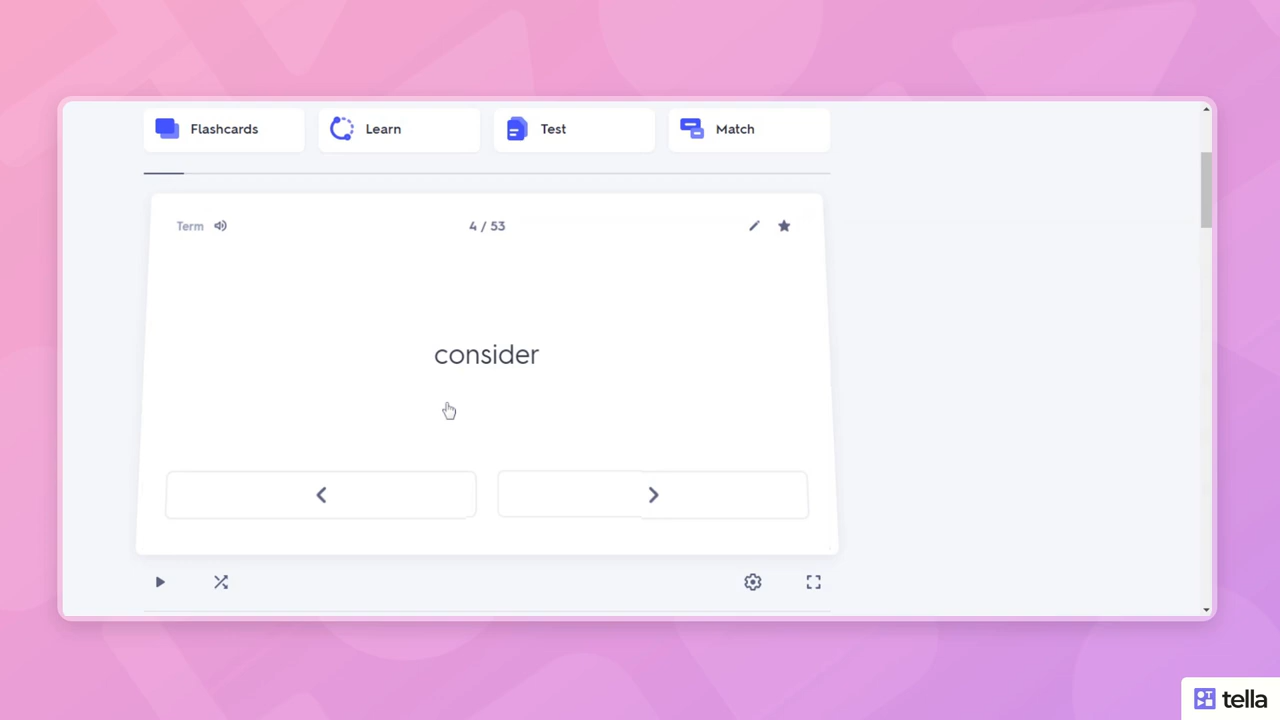 Flashcards
Learn
Test
Match
Term
4 / 53
consider
tella